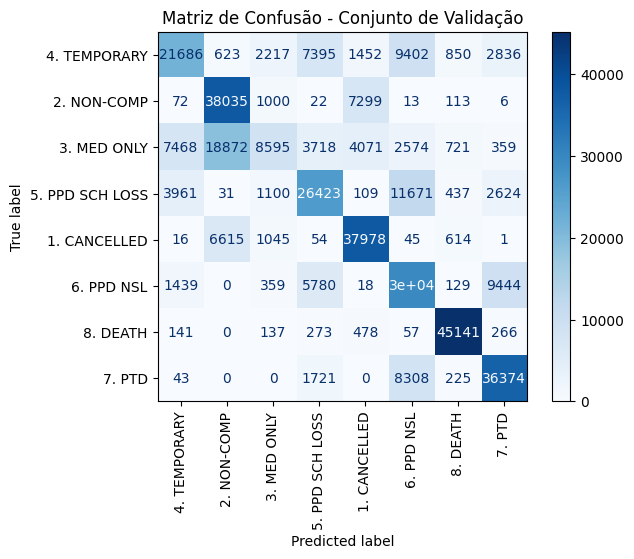 Matriz de Confusão - Conjunto de Validação
True label
4. TEMPORARY 21686 623 2217 7395 1452 9402 850 2836
2. NON-COMP 72 38035 1000 22 7299 13 113 6
3. MED ONLY 7468 18872 8595 3718 4071 2574 721 359
5. PPD SCH LOSS 3961 31 1100 26423 109 11671 437 2624
1. CANCELLED 16 6615 1045 54 37978 45 614 1
6. PPD NSL 1439 0 359 5780 18 3e+04 129 9444
8. DEATH 141 0 137 273 478 57 45141 266
7. PTD 43 0 0 1721 0 8308 225 36374
4. TEMPORARY
2. NON-COMP
3. MED ONLY
5. PPD SCH LOSS
1. CANCELLED
6. PPD NSL
8. DEATH
7. PTD
Predicted label
40000
30000
20000
10000
0